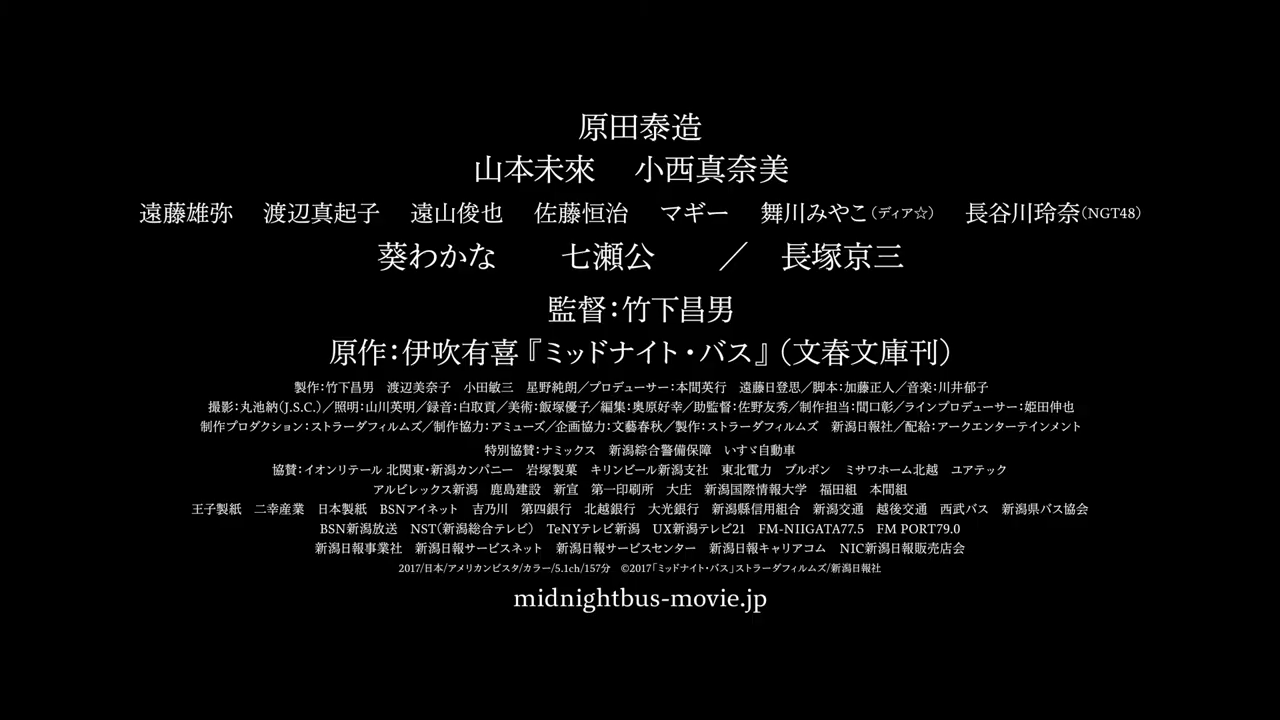 原田泰造
山本未來 小西真奈美
遠藤雄弥 渡辺真起子 遠山俊也 佐藤恒治 マギー 舞川みやこ（ディア☆） 長谷川玲奈（NGT48）
葵わかな 七瀬公 ／ 長塚京三
監督：竹下昌男
原作：伊吹有喜『ミッドナイト・バス』（文春文庫刊）
製作：竹下昌男 渡辺美奈子 小田敏三 星野純朗／プロデューサー：本間英行 遠藤日登思／脚本：加藤正人／音楽：川井郁子
撮影：丸池納（J.S.C.）／照明：山川英明／録音：白取貢／美術：飯塚優子／編集：奥原好幸／助監督：佐野友秀／制作担当：間口彰／ラインプロデューサー：姫田伸也
制作プロダクション：ストラーダフィルムズ／制作協力：アミューズ／企画協力：文藝春秋／製作：ストラーダフィルムズ 新潟日報社／配給：アークエンターテインメント
特別協賛：ナミックス 新潟綜合警備保障 いすゞ自動車
協賛：イオンリテール 北関東・新潟カンパニー 岩塚製菓 キリンビール新潟支社 東北電力 ブルボン ミサワホーム北越 ユアテック
アルビレックス新潟 鹿島建設 新宣 第一印刷所 大庄 新潟国際情報大学 福田組 本間組
王子製紙 二幸産業 日本製紙 BSNアイネット 吉乃川 第四銀行 北越銀行 大光銀行 新潟縣信用組合 新潟交通 越後交通 西武バス 新潟県バス協会
BSN新潟放送 NST（新潟総合テレビ） TeNYテレビ新潟 UX新潟テレビ21 FM-NIIGATA77.5 FM PORT79.0
新潟日報事業社 新潟日報サービスネット 新潟日報サービスセンター 新潟日報キャリアコム NIC新潟日報販売店会
2017/日本/アメリカンビスタ/カラー/5.1ch/157分 ©2017「ミッドナイト・バス」ストラーダフィルムズ/新潟日報社
midnightbus-movie.jp